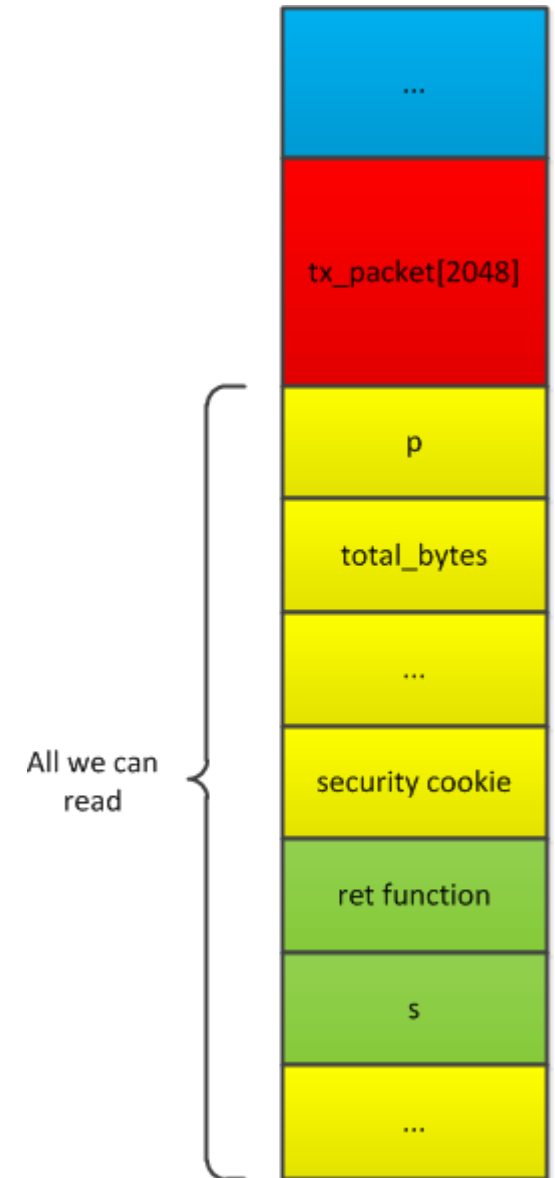 ...
tx_packet[2048]
p
total_bytes
...
All we can
read
security cookie
ret function
s
...